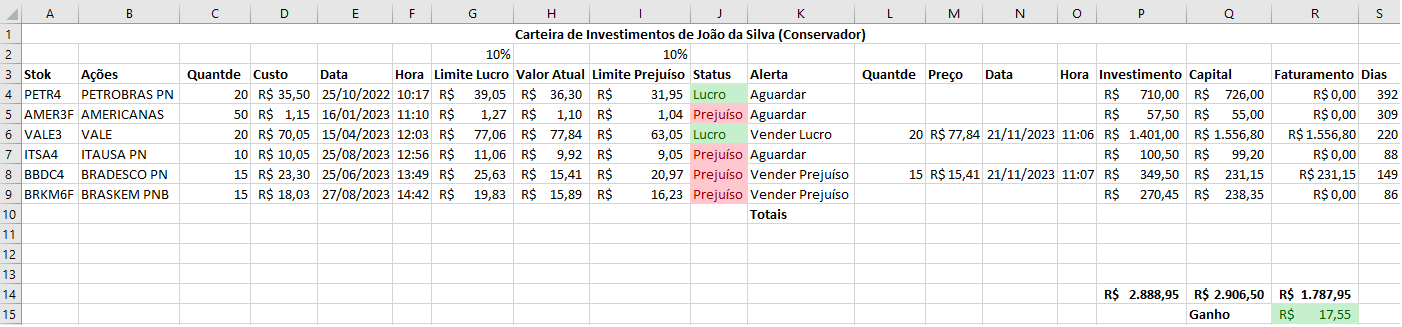 A B C D E F G H I J K L M N O P Q R S
1 Carteira de Investimentos de João da Silva (Conservador)
2 10% 10%
3 Stok Ações Quantde Custo Data Hora Limite Lucro Valor Atual Limite Prejuíso Status Alerta Quantde Preço Data Hora Investimento Capital Faturamento Dias
4 PETR4 PETROBRAS PN 20 R$ 35,50 25/10/2022 10:17 R$ 39,05 R$ 36,30 R$ 31,95 Lucro Aguardar R$ 710,00 R$ 726,00 R$ 0,00 392
5 AMER3F AMERICANAS 50 R$ 1,15 16/01/2023 11:10 R$ 1,27 R$ 1,10 R$ 1,04 Prejuíso Aguardar R$ 57,50 R$ 55,00 R$ 0,00 309
6 VALE3 VALE 20 R$ 70,05 15/04/2023 12:03 R$ 77,06 R$ 77,84 R$ 63,05 Lucro Vender Lucro 20 R$ 77,84 21/11/2023 11:06 R$ 1.401,00 R$ 1.556,80 R$ 1.556,80 220
7 ITSA4 ITAUSA PN 10 R$ 10,05 25/08/2023 12:56 R$ 11,06 R$ 9,92 R$ 9,05 Prejuíso Aguardar R$ 100,50 R$ 99,20 R$ 0,00 88
8 BBDC4 BRADESCO PN 15 R$ 23,30 25/06/2023 13:49 R$ 25,63 R$ 15,41 R$ 20,97 Prejuíso Vender Prejuíso 15 R$ 15,41 21/11/2023 11:07 R$ 349,50 R$ 231,15 R$ 231,15 149
9 BRKM6F BRASKEM PNB 15 R$ 18,03 27/08/2023 14:42 R$ 19,83 R$ 15,89 R$ 16,23 Prejuíso Vender Prejuíso R$ 270,45 R$ 238,35 R$ 0,00 86
10 Totais
11
12
13
14 R$ 2.888,95 R$ 2.906,50 R$ 1.787,95
15 Ganho R$ 17,55